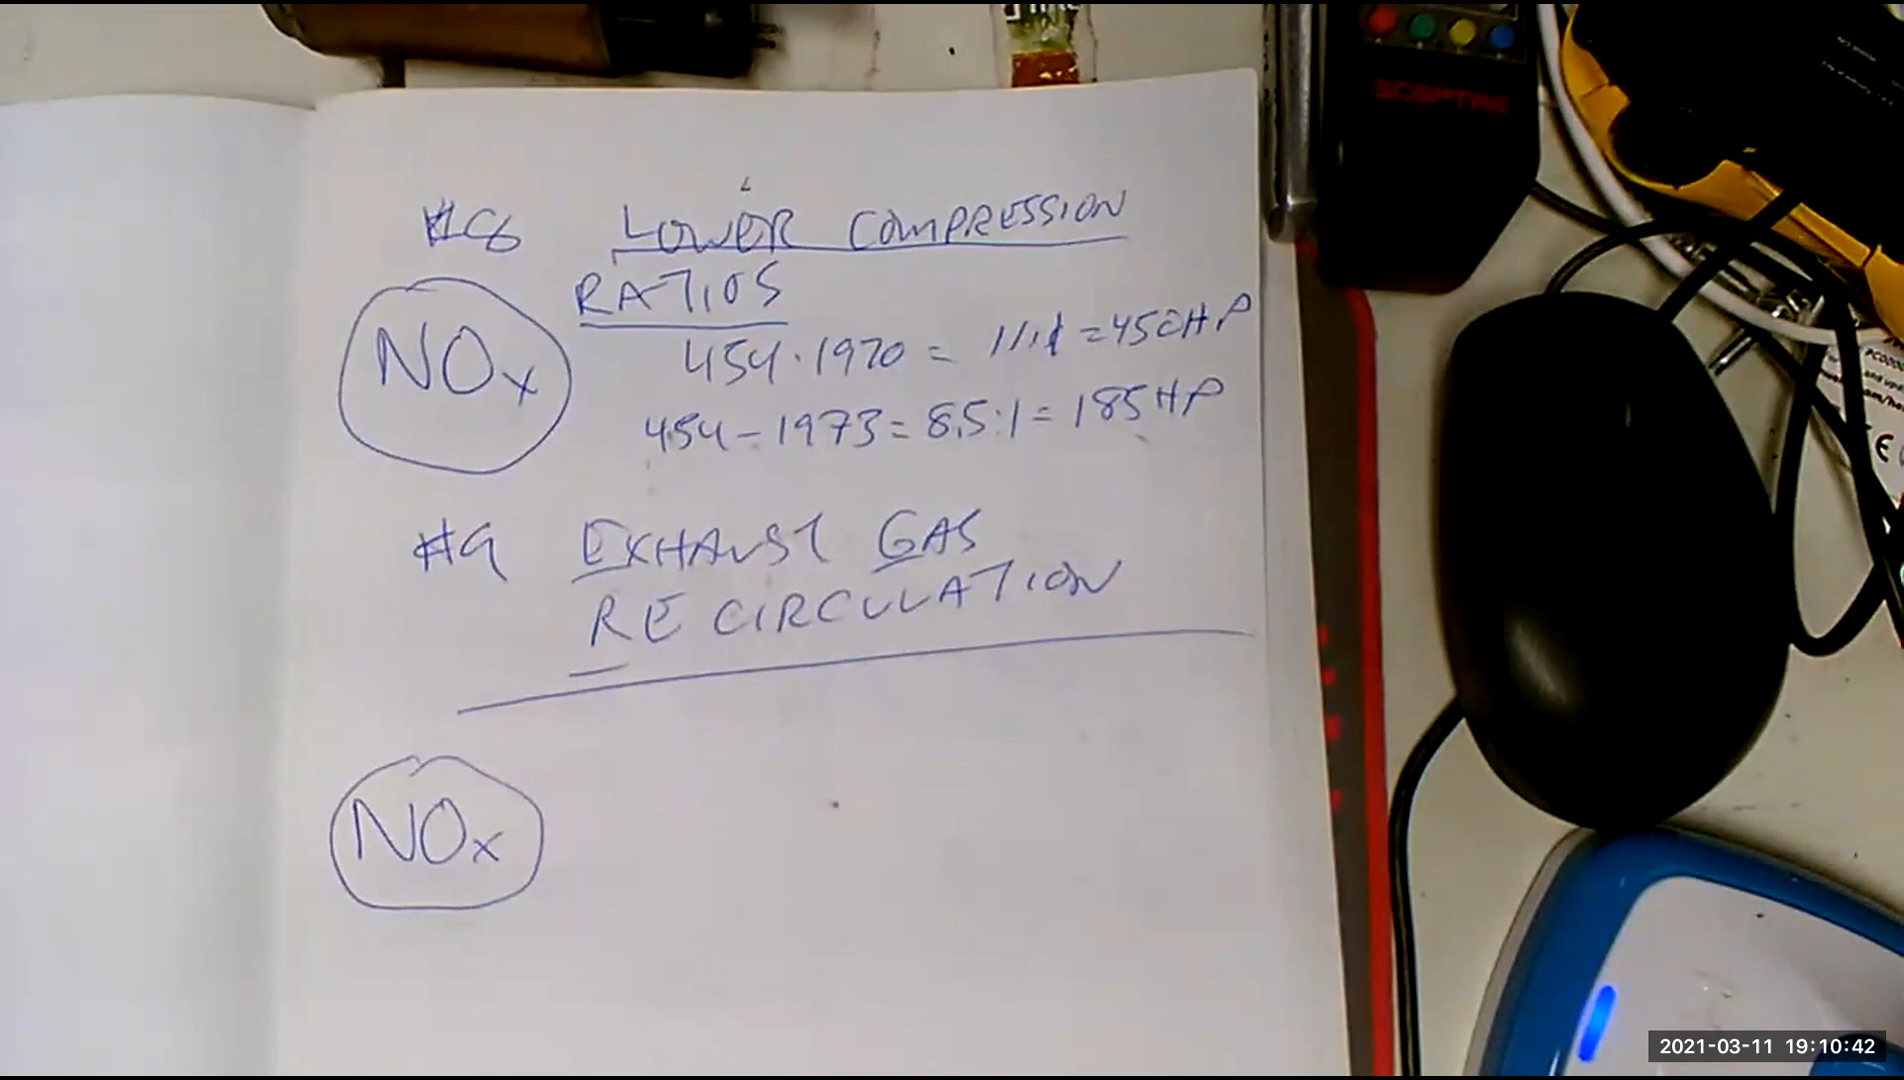 #8 LOWER COMPRESSION
RATIOS
NOx
454 - 1970 = 11:1 = 450HP
454 - 1973 = 8.5:1 = 185HP
#9 EXHAUST GAS
RECIRCULATION
NOx
SCEPTRE
2021-03-11 19:10:42